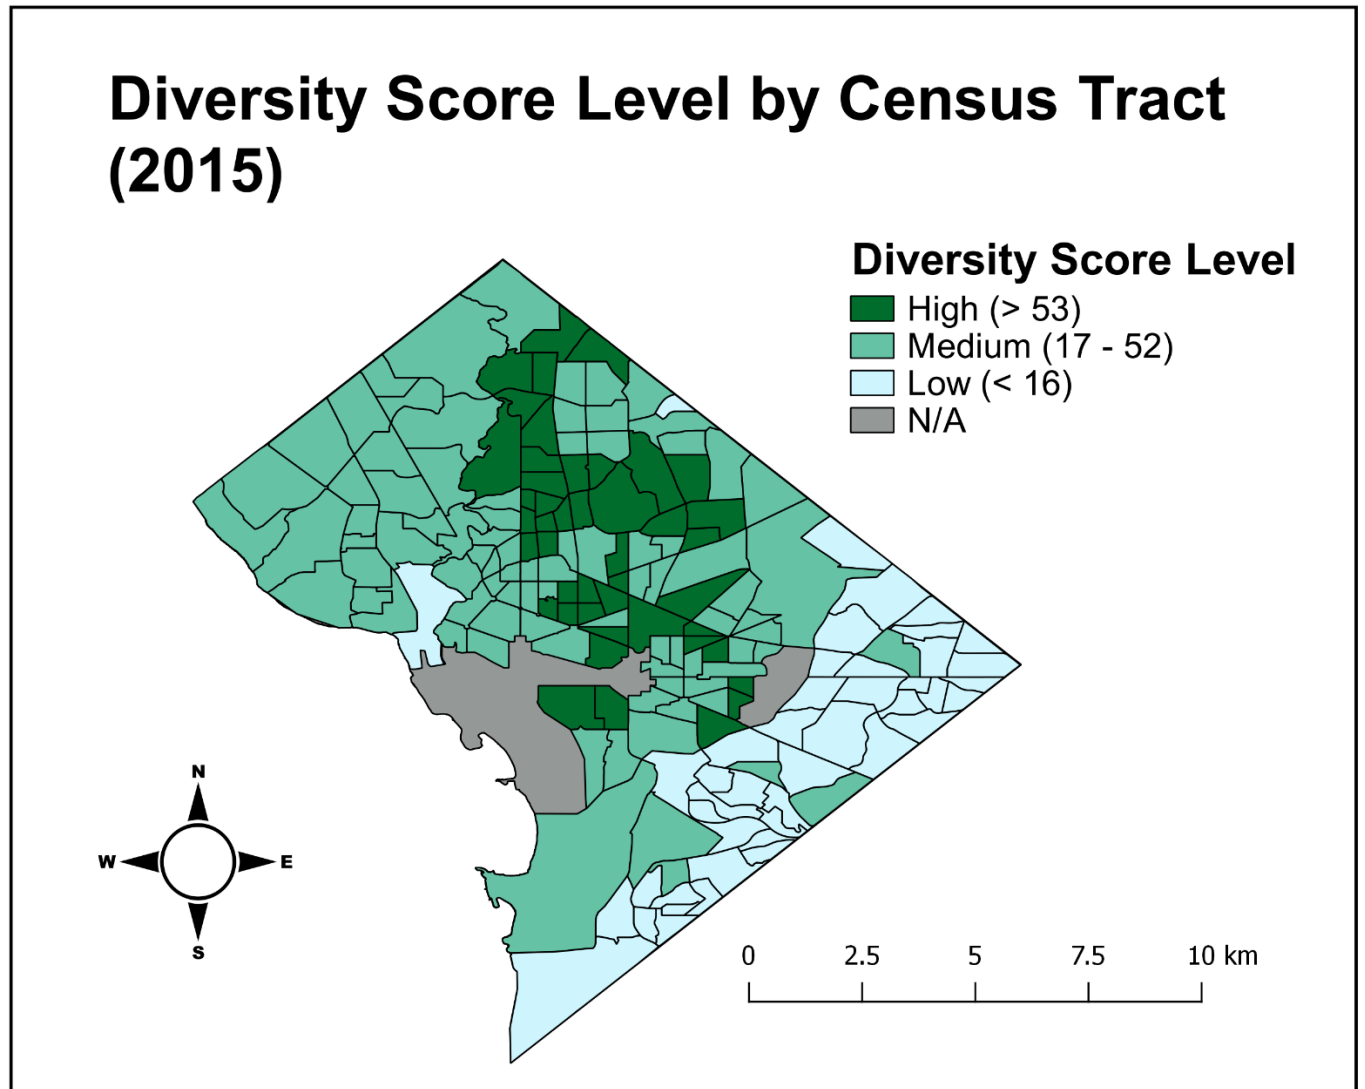 Diversity Score Level by Census Tract
(2015)
Diversity Score Level
High (> 53)
Medium (17 - 52)
Low (< 16)
N/A
N
W
E
S
0 2.5 5 7.5 10 km